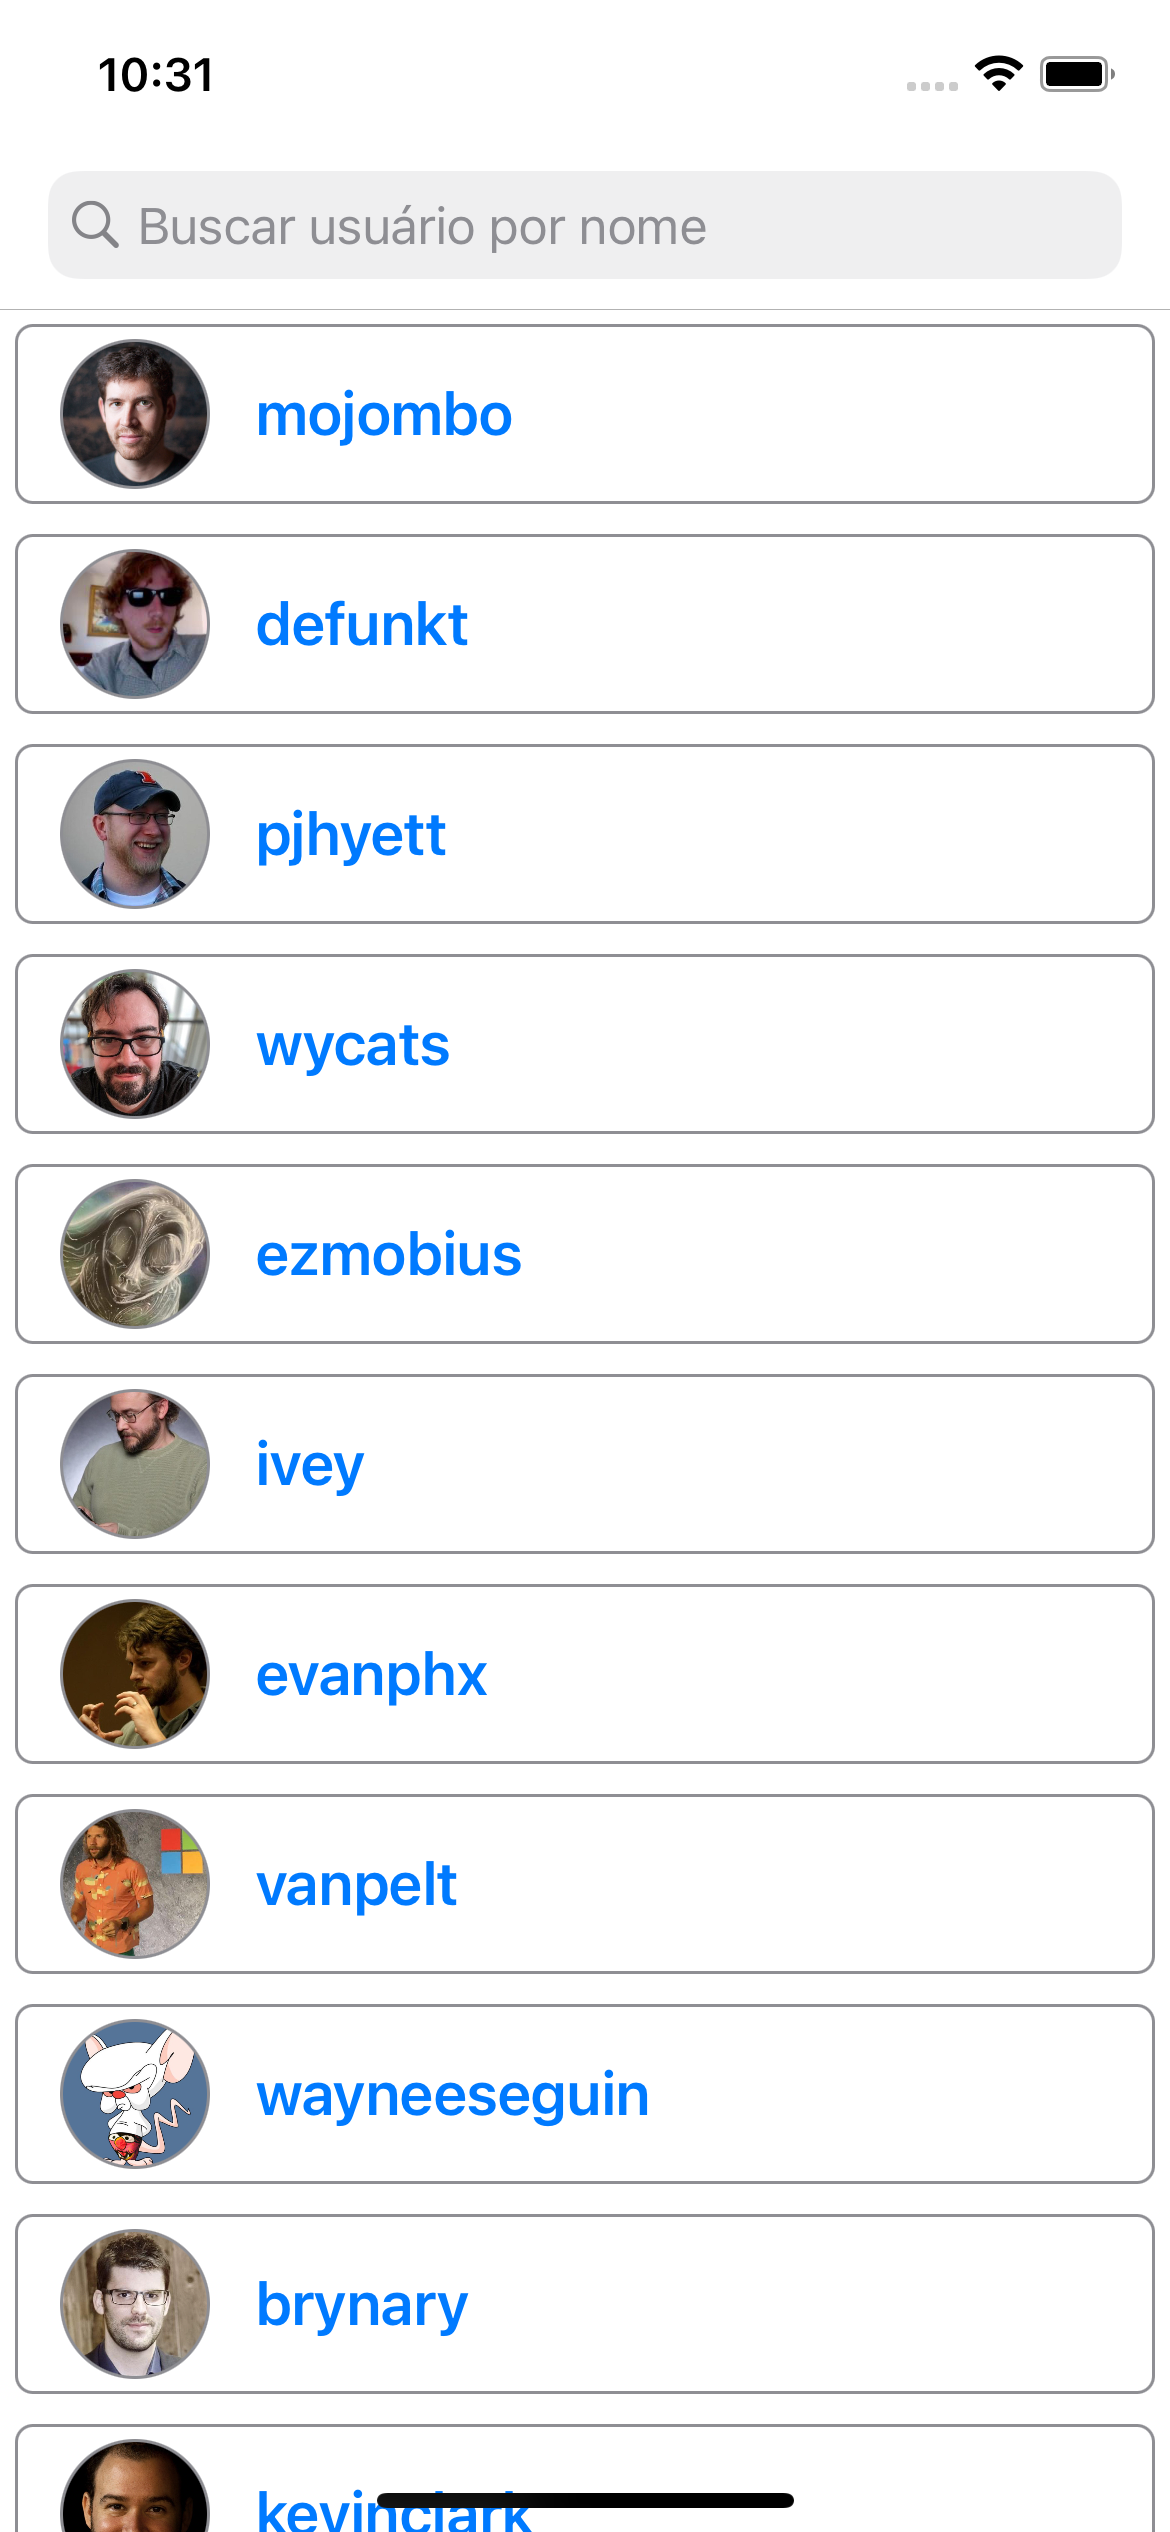 10:31
Buscar usuário por nome
mojombo
defunkt
pjhyett
wycats
ezmobius
ivey
evanphx
vanpelt
wayneeseguin
brynary
kevinclark